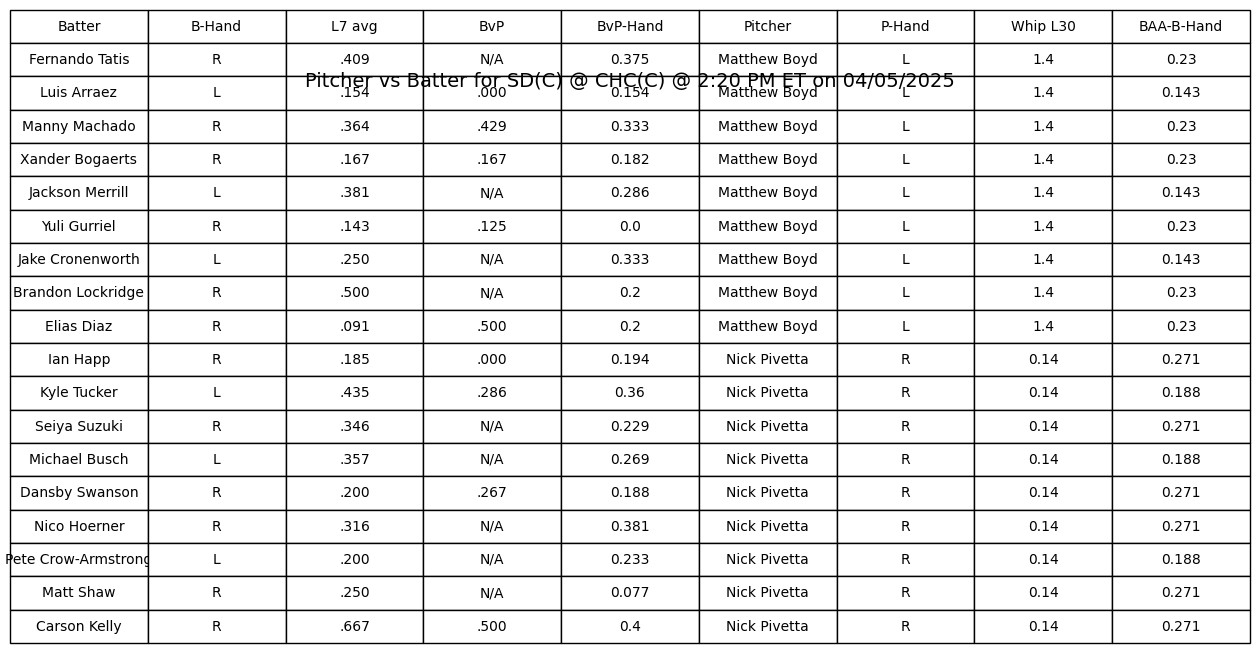 Batter B-Hand L7 avg BvP BvP-Hand Pitcher P-Hand Whip L30 BAA-B-Hand
Fernando Tatis R .409 N/A 0.375 Matthew Boyd L 1.4 0.23
Pitcher vs Batter for SD(C) @ CHC(C) @ 2:20 PM ET on 04/05/2025
Luis Arraez L .154 .000 0.154 Matthew Boyd L 1.4 0.143
Manny Machado R .364 .429 0.333 Matthew Boyd L 1.4 0.23
Xander Bogaerts R .167 .167 0.182 Matthew Boyd L 1.4 0.23
Jackson Merrill L .381 N/A 0.286 Matthew Boyd L 1.4 0.143
Yuli Gurriel R .143 .125 0.0 Matthew Boyd L 1.4 0.23
Jake Cronenworth L .250 N/A 0.333 Matthew Boyd L 1.4 0.143
Brandon Lockridge R .500 N/A 0.2 Matthew Boyd L 1.4 0.23
Elias Diaz R .091 .500 0.2 Matthew Boyd L 1.4 0.23
Ian Happ R .185 .000 0.194 Nick Pivetta R 0.14 0.271
Kyle Tucker L .435 .286 0.36 Nick Pivetta R 0.14 0.188
Seiya Suzuki R .346 N/A 0.229 Nick Pivetta R 0.14 0.271
Michael Busch L .357 N/A 0.269 Nick Pivetta R 0.14 0.188
Dansby Swanson R .200 .267 0.188 Nick Pivetta R 0.14 0.271
Nico Hoerner R .316 N/A 0.381 Nick Pivetta R 0.14 0.271
Pete Crow-Armstrong L .200 N/A 0.233 Nick Pivetta R 0.14 0.188
Matt Shaw R .250 N/A 0.077 Nick Pivetta R 0.14 0.271
Carson Kelly R .667 .500 0.4 Nick Pivetta R 0.14 0.271